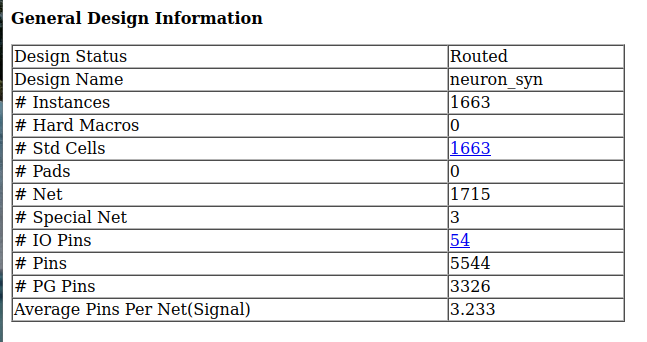 General Design Information
Design Status Routed
Design Name neuron_syn
# Instances 1663
# Hard Macros 0
# Std Cells 1663
# Pads 0
# Net 1715
# Special Net 3
# IO Pins 54
# Pins 5544
# PG Pins 3326
Average Pins Per Net(Signal) 3.233